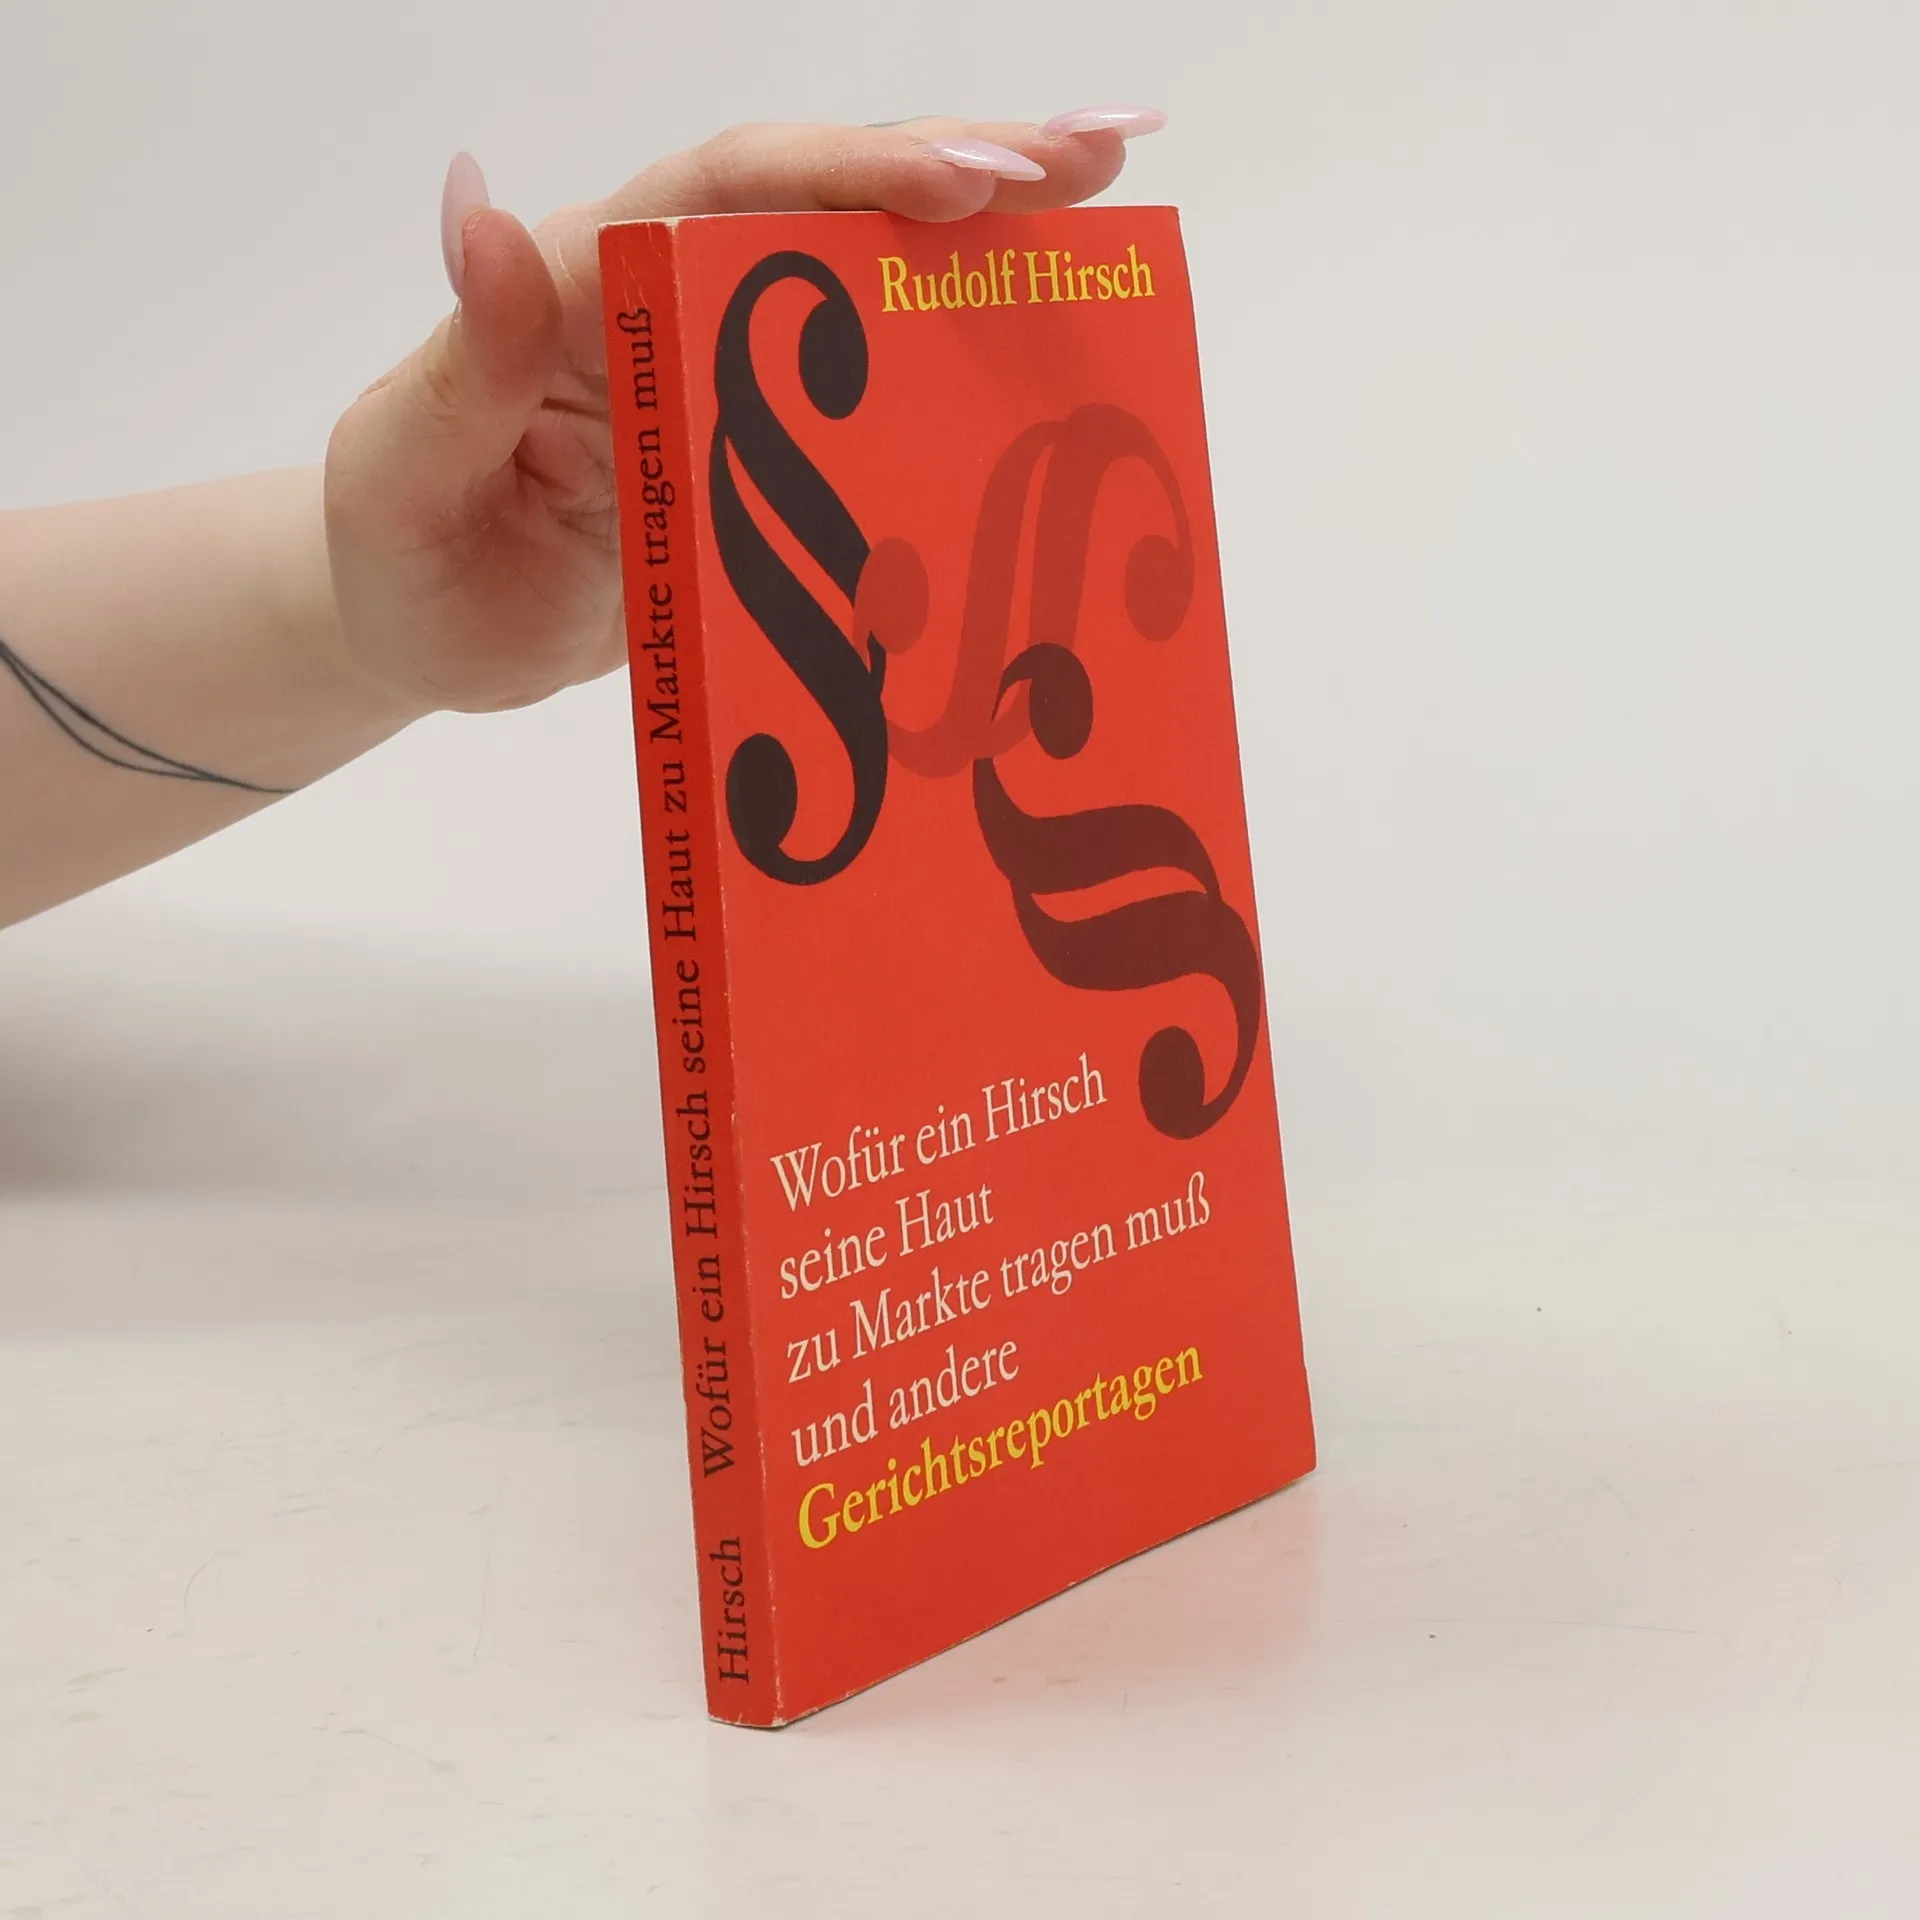 Rudolf Hirsch
Wofür ein Hirsch
seine Haut
zu Markte tragen muß
und andere
Gerichtsreportagen
Hirsch Wofür ein Hirsch seine Haut zu Markte tragen muß